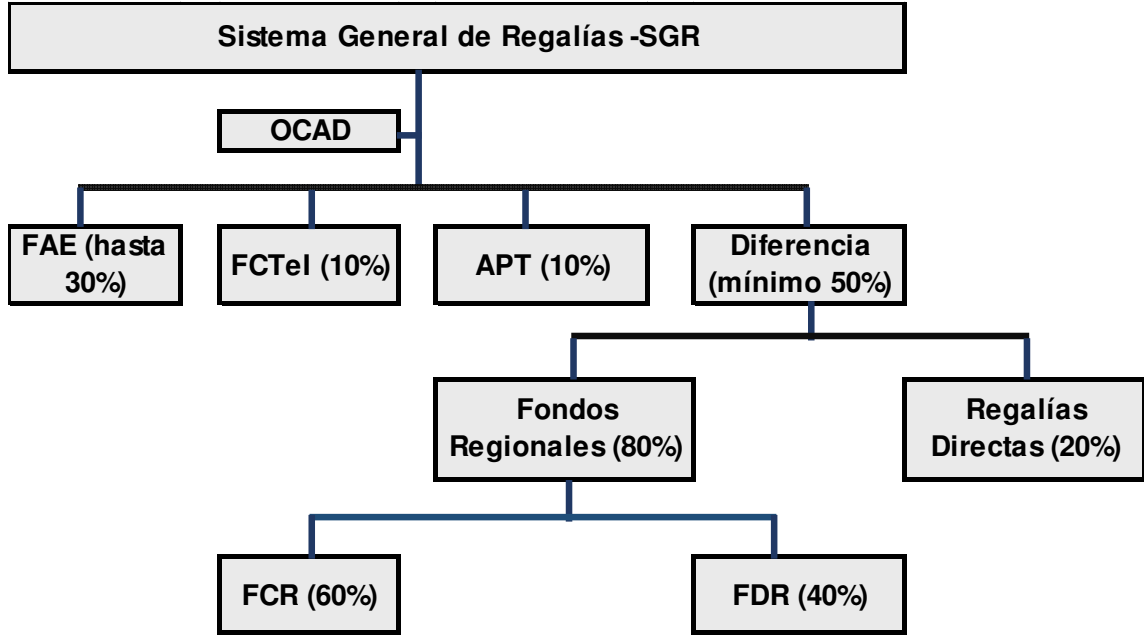 Sistema General de Regalías -SGR
OCAD
FAE (hasta
30%)
FCTeI (10%)
APT (10%)
Diferencia
(mínimo 50%)
Fondos
Regionales (80%)
Regalías
Directas (20%)
FCR (60%)
FDR (40%)